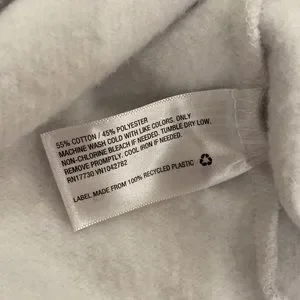 55% COTTON / 45% POLYESTER
MACHINE WASH COLD WITH LIKE COLORS, ONLY
NON-CHLORINE BLEACH IF NEEDED. TUMBLE DRY LOW.
REMOVE PROMPTLY. COOL IRON IF NEEDED.
RN17730 VN1042782
LABEL MADE FROM 100% RECYCLED PLASTIC